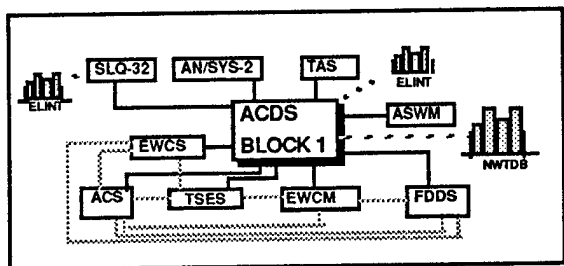 SLQ-32
AN/SYS-2
TAS
ELINT
ELINT
ACDS
BLOCK 1
ASWM
EWCS
NWTDB
ACS
TSES
EWCM
FDDS